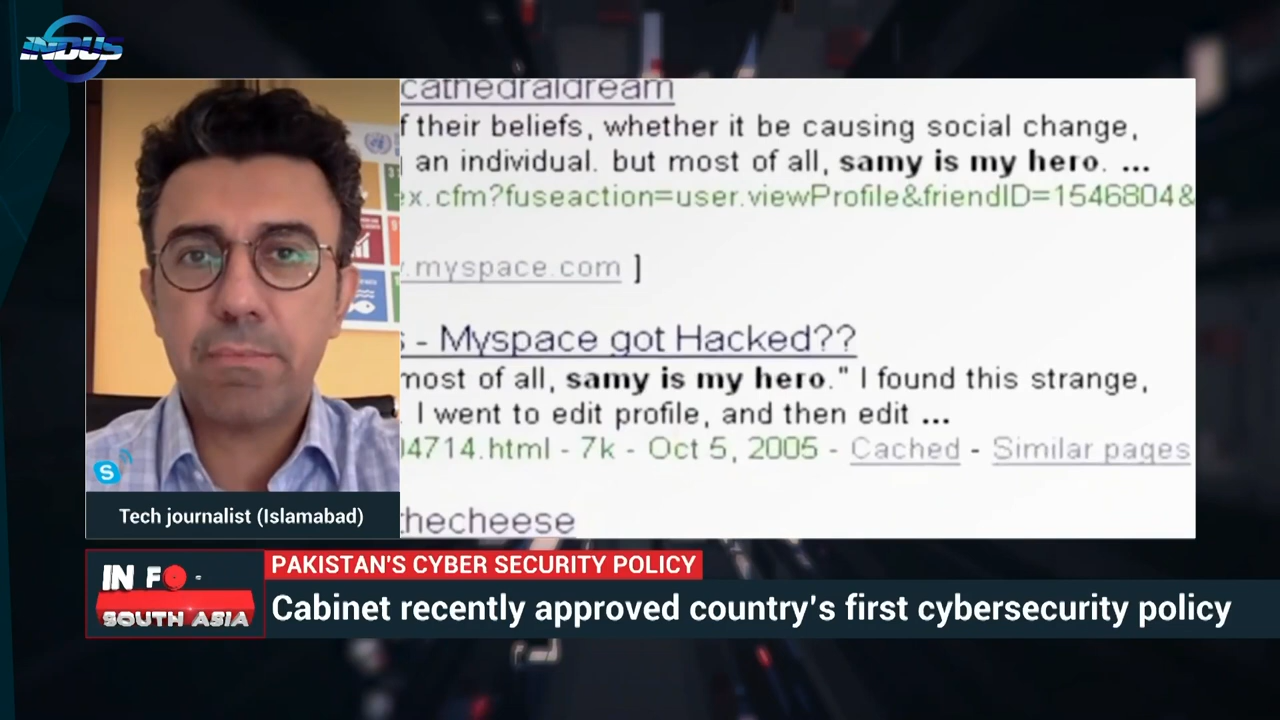 INDUS
cathedraldream
f their beliefs, whether it be causing social change,
an individual. but most of all, samy is my hero. ...
x.cfm?fuseaction=user.viewProfile&friendID=1546804&
.myspace.com ]
s - Myspace got Hacked??
most of all, samy is my hero." I found this strange,
. I went to edit profile, and then edit ...
04714.html - 7k - Oct 5, 2005 - Cached - Similar pages
thecheese
S
Tech journalist (Islamabad)
INFO -
SOUTH ASIA
PAKISTAN'S CYBER SECURITY POLICY
Cabinet recently approved country's first cybersecurity policy